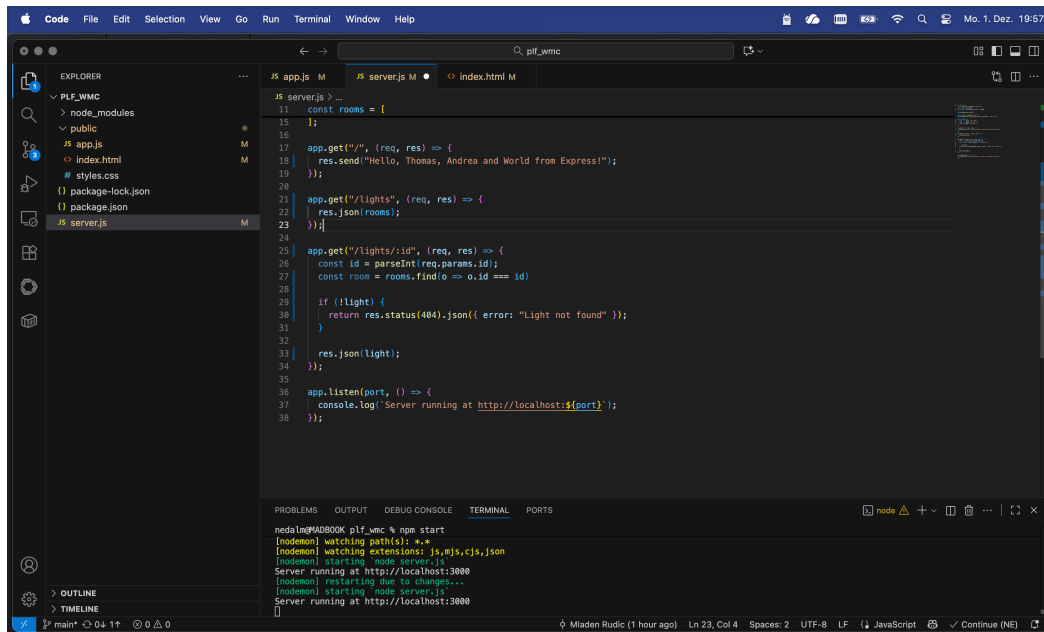 Code File Edit Selection View Go Run Terminal Window Help Mo. 1. Dez. 19:57
plf_wmc
EXPLORER
JS app.js M JS server.js M index.html M
PLF_WMC
JS server.js > ...
node_modules
public
JS app.js M
index.html M
# styles.css
{} package-lock.json
{} package.json
JS server.js M
11 const rooms = [
15 ];
16
17 app.get("/", (req, res) => {
18 res.send("Hello, Thomas, Andrea and World from Express!");
19 });
20
21 app.get("/lights", (req, res) => {
22 res.json(rooms);
23 });
24
25 app.get("/lights/:id", (req, res) => {
26 const id = parseInt(req.params.id);
27 const room = rooms.find(o => o.id === id)
28
29 if (!light) {
30 return res.status(404).json({ error: "Light not found" });
31 }
32
33 res.json(light);
34 });
35
36 app.listen(port, () => {
37 console.log(`Server running at http://localhost:${port}`);
38 });
PROBLEMS OUTPUT DEBUG CONSOLE TERMINAL PORTS
node
nedalm@MADBOOK plf_wmc % npm start
[nodemon] watching path(s): *.*
[nodemon] watching extensions: js,mjs,cjs,json
[nodemon] starting `node server.js`
Server running at http://localhost:3000
[nodemon] restarting due to changes...
[nodemon] starting `node server.js`
Server running at http://localhost:3000
> OUTLINE
> TIMELINE
main* 0↓ 1↑ 0 0 Mladen Rudic (1 hour ago) Ln 23, Col 4 Spaces: 2 UTF-8 LF JavaScript Continue (NE)